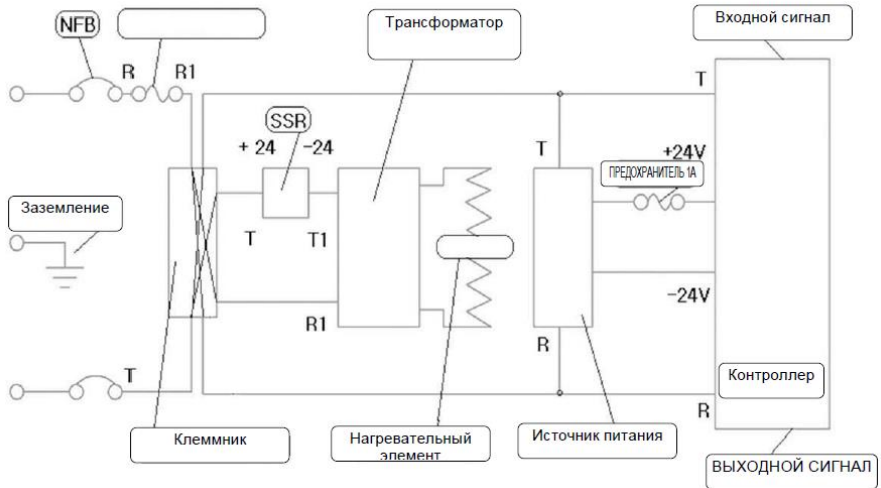 NFB
Трансформатор
Входной сигнал
R
R1
T
SSR
+ 24
-24
+24V
T
ПРЕДОХРАНИТЕЛЬ 1А
Заземление
T
T1
R1
-24V
R
T
Контроллер
R
Клеммник
Нагревательный
элемент
Источник питания
ВЫХОДНОЙ СИГНАЛ